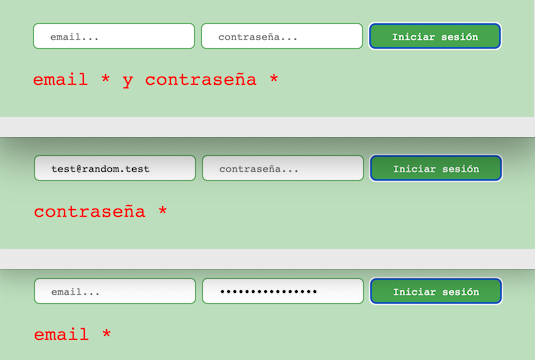 email... contraseña... Iniciar sesión
email * y contraseña *
test@random.test contraseña... Iniciar sesión
contraseña *
email... •••••••••••••••• Iniciar sesión
email *